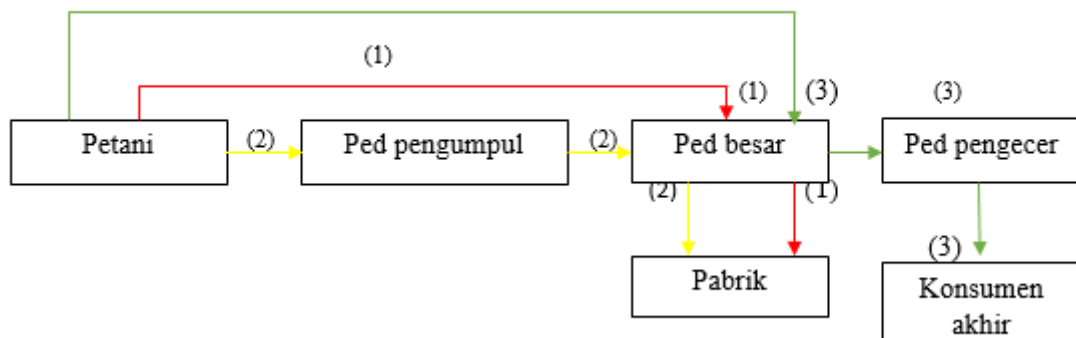 (1)
(1)
(3)
(3)
Petani
(2)
Ped pengumpul
(2)
Ped besar
Ped pengecer
(2)
(1)
(3)
Pabrik
Konsumen
akhir